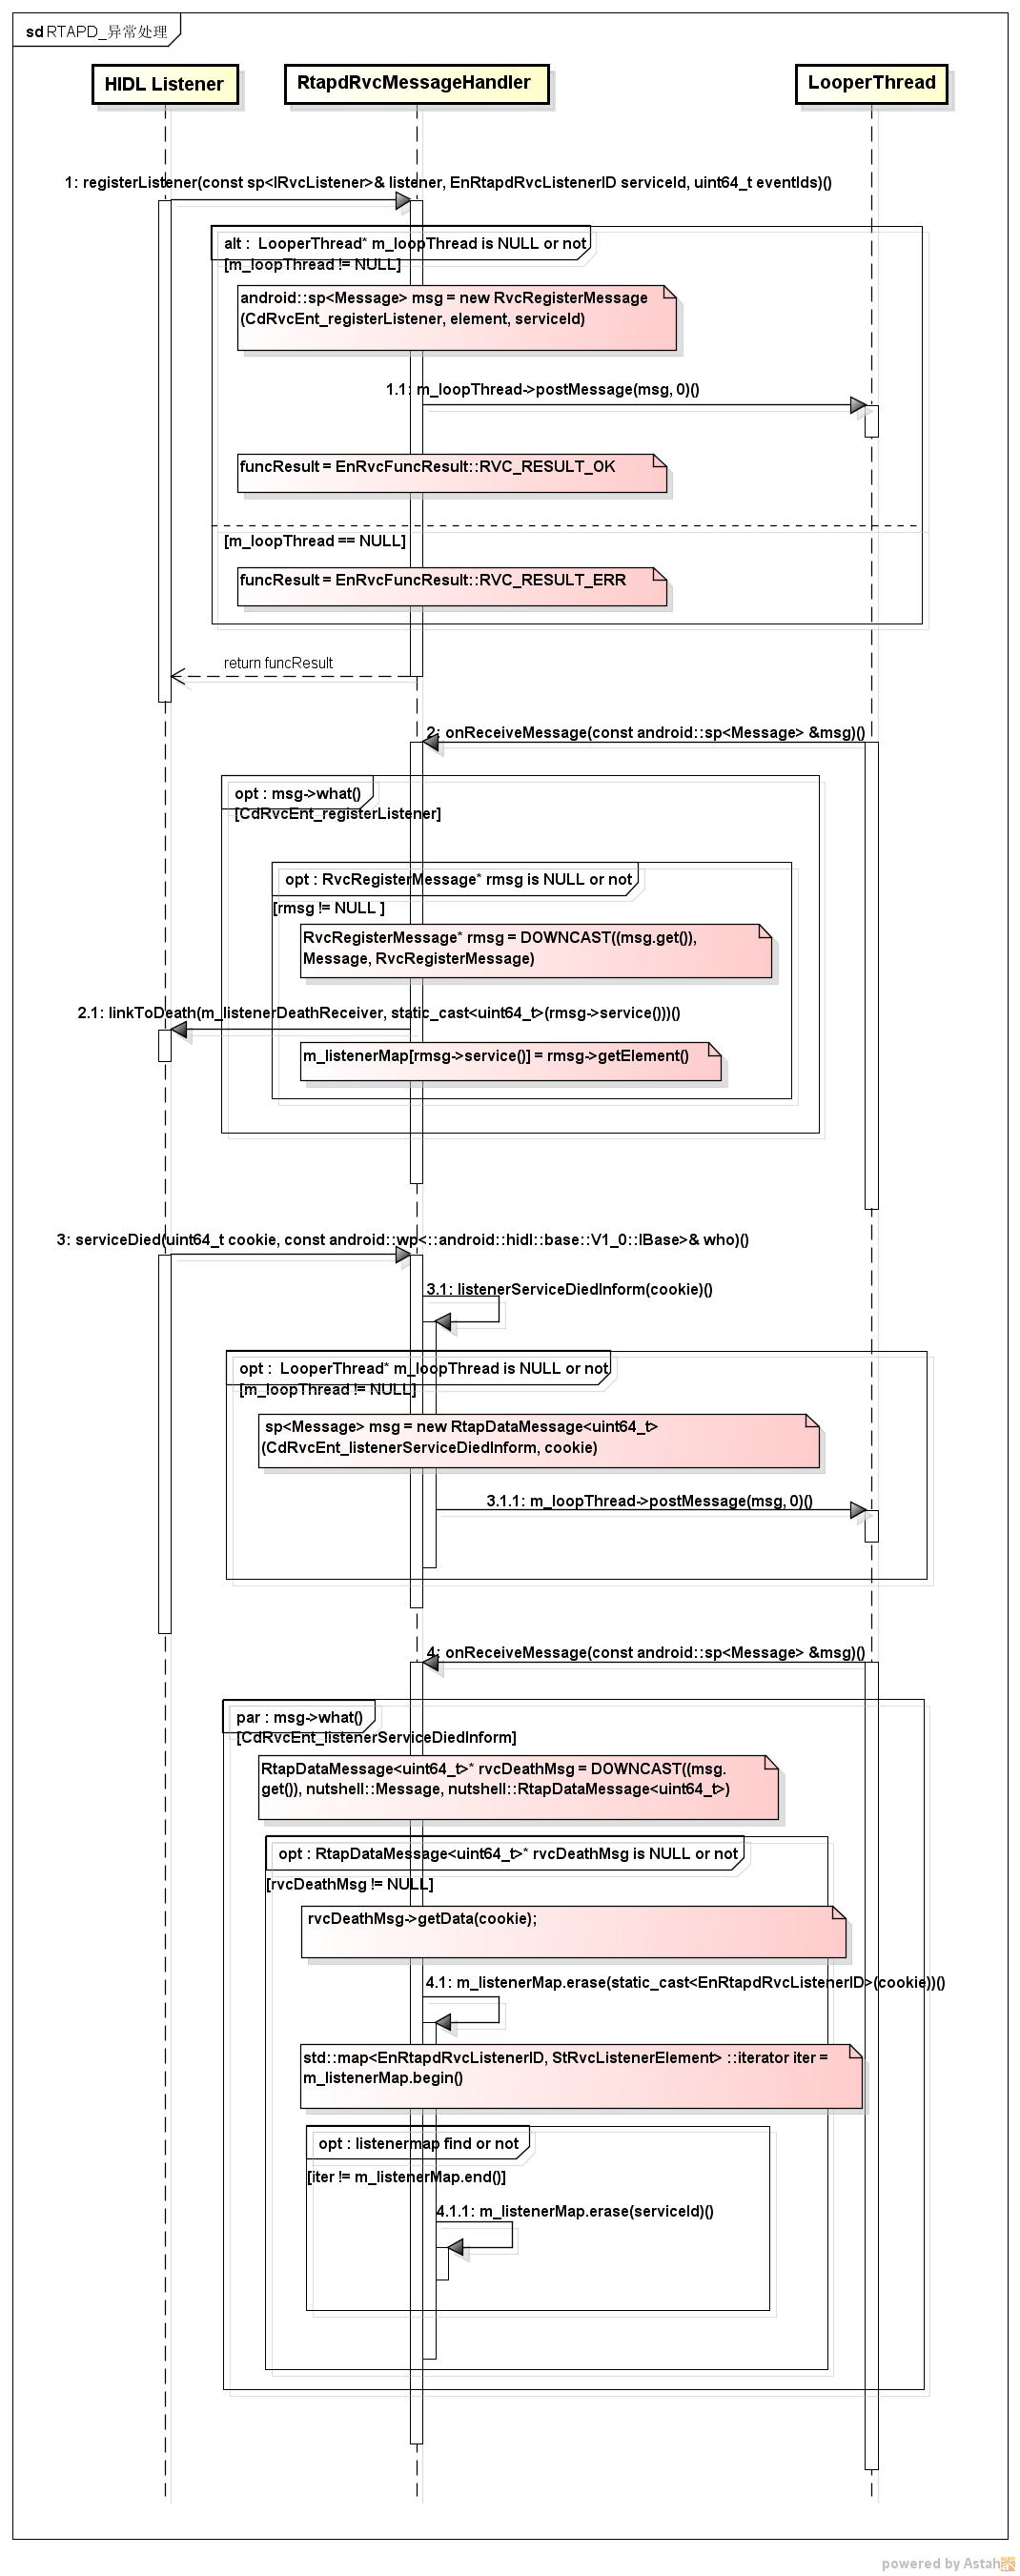 sd RTAPD_异常处理
HIDL Listener
RtapdRvcMessageHandler
LooperThread
1: registerListener(const sp<IRvcListener>& listener, EnRtapdRvcListenerID serviceId, uint64_t eventIds)()
alt :  LooperThread* m_loopThread is NULL or not
[m_loopThread != NULL]
android::sp<Message> msg = new RvcRegisterMessage
(CdRvcEnt_registerListener, element, serviceId)
1.1: m_loopThread->postMessage(msg, 0)()
funcResult = EnRvcFuncResult::RVC_RESULT_OK
[m_loopThread == NULL]
funcResult = EnRvcFuncResult::RVC_RESULT_ERR
return funcResult
2: onReceiveMessage(const android::sp<Message> &msg)()
opt : msg->what()
[CdRvcEnt_registerListener]
opt : RvcRegisterMessage* rmsg is NULL or not
[rmsg != NULL ]
RvcRegisterMessage* rmsg = DOWNCAST((msg.get()),
Message, RvcRegisterMessage)
2.1: linkToDeath(m_listenerDeathReceiver, static_cast<uint64_t>(rmsg->service()))()
m_listenerMap[rmsg->service()] = rmsg->getElement()
3: serviceDied(uint64_t cookie, const android::wp<::android::hidl::base::V1_0::IBase>& who)()
3.1: listenerServiceDiedInform(cookie)()
opt :  LooperThread* m_loopThread is NULL or not
[m_loopThread != NULL]
sp<Message> msg = new RtapDataMessage<uint64_t>
(CdRvcEnt_listenerServiceDiedInform, cookie)
3.1.1: m_loopThread->postMessage(msg, 0)()
4: onReceiveMessage(const android::sp<Message> &msg)()
par : msg->what()
[CdRvcEnt_listenerServiceDiedInform]
RtapDataMessage<uint64_t>* rvcDeathMsg = DOWNCAST((msg.
get()), nutshell::Message, nutshell::RtapDataMessage<uint64_t>)
opt : RtapDataMessage<uint64_t>* rvcDeathMsg is NULL or not
[rvcDeathMsg != NULL]
rvcDeathMsg->getData(cookie);
4.1: m_listenerMap.erase(static_cast<EnRtapdRvcListenerID>(cookie))()
std::map<EnRtapdRvcListenerID, StRvcListenerElement> ::iterator iter =
m_listenerMap.begin()
opt : listenermap find or not
[iter != m_listenerMap.end()]
4.1.1: m_listenerMap.erase(serviceId)()
powered by Astah